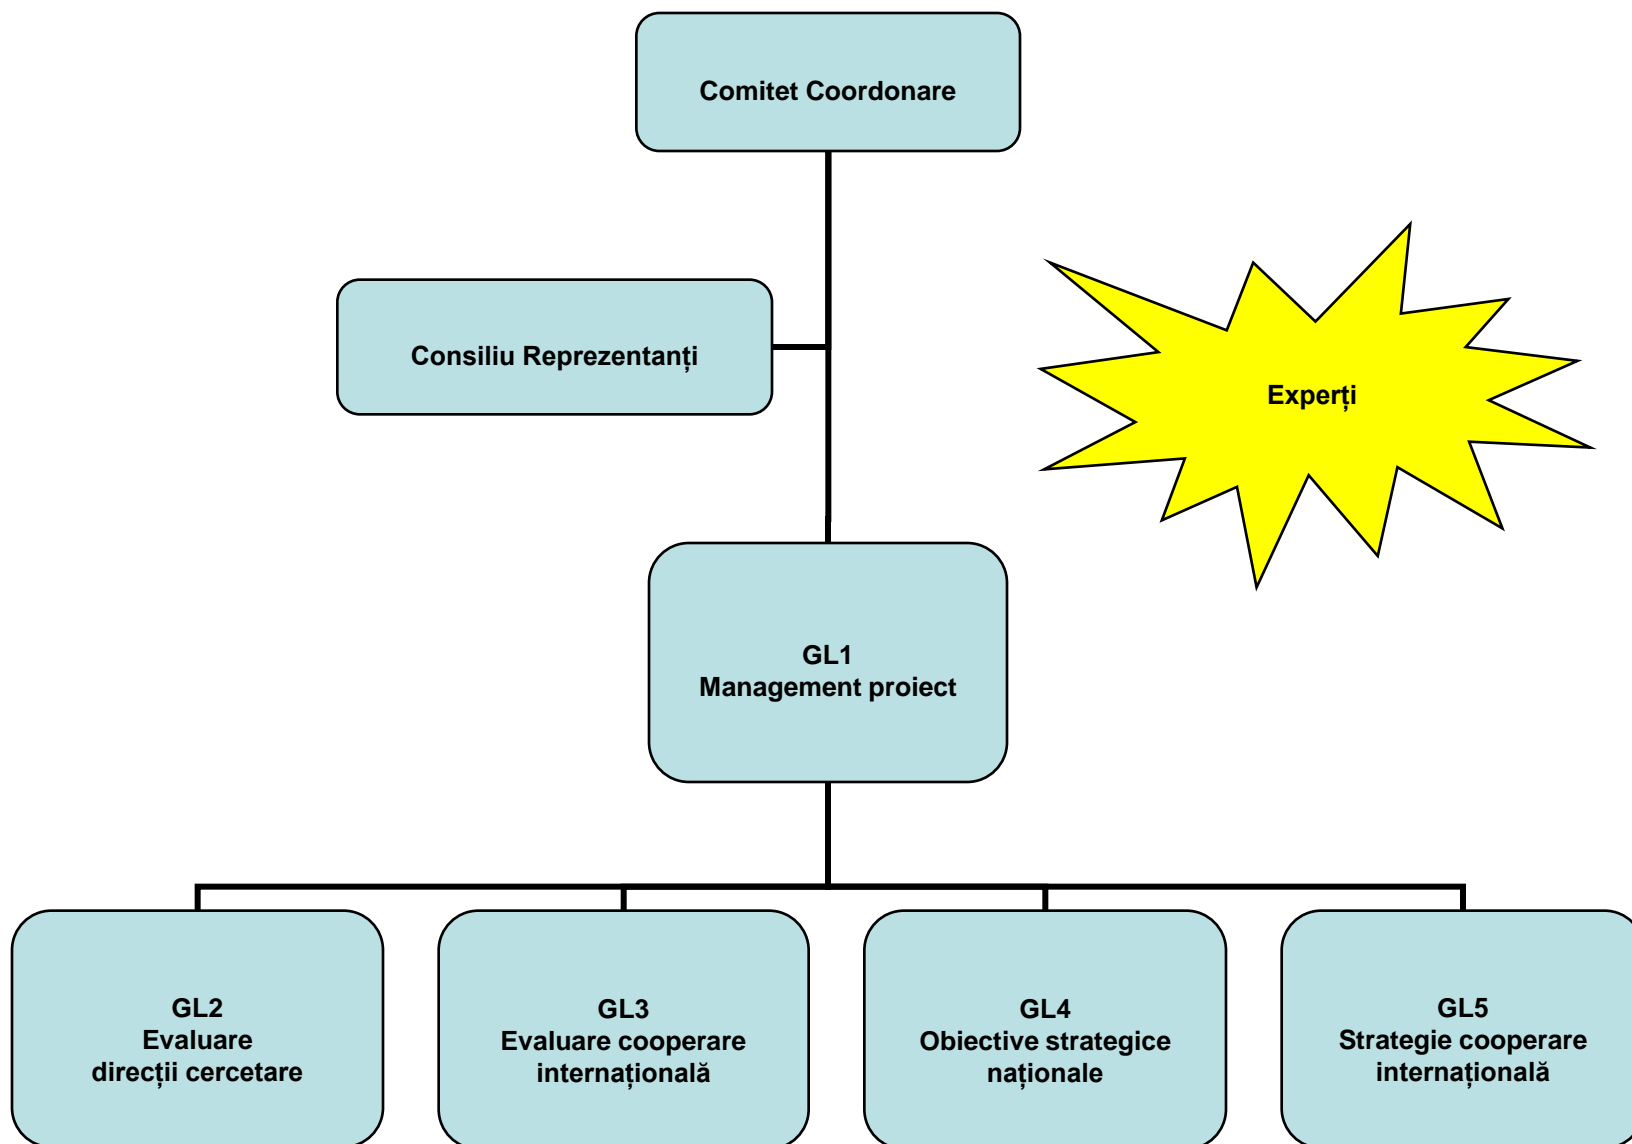 Comitet Coordonare
Consiliu Reprezentanți
Experți
GL1
Management proiect
GL2
Evaluare
direcții cercetare
GL3
Evaluare cooperare
internațională
GL4
Obiective strategice
naționale
GL5
Strategie cooperare
internațională